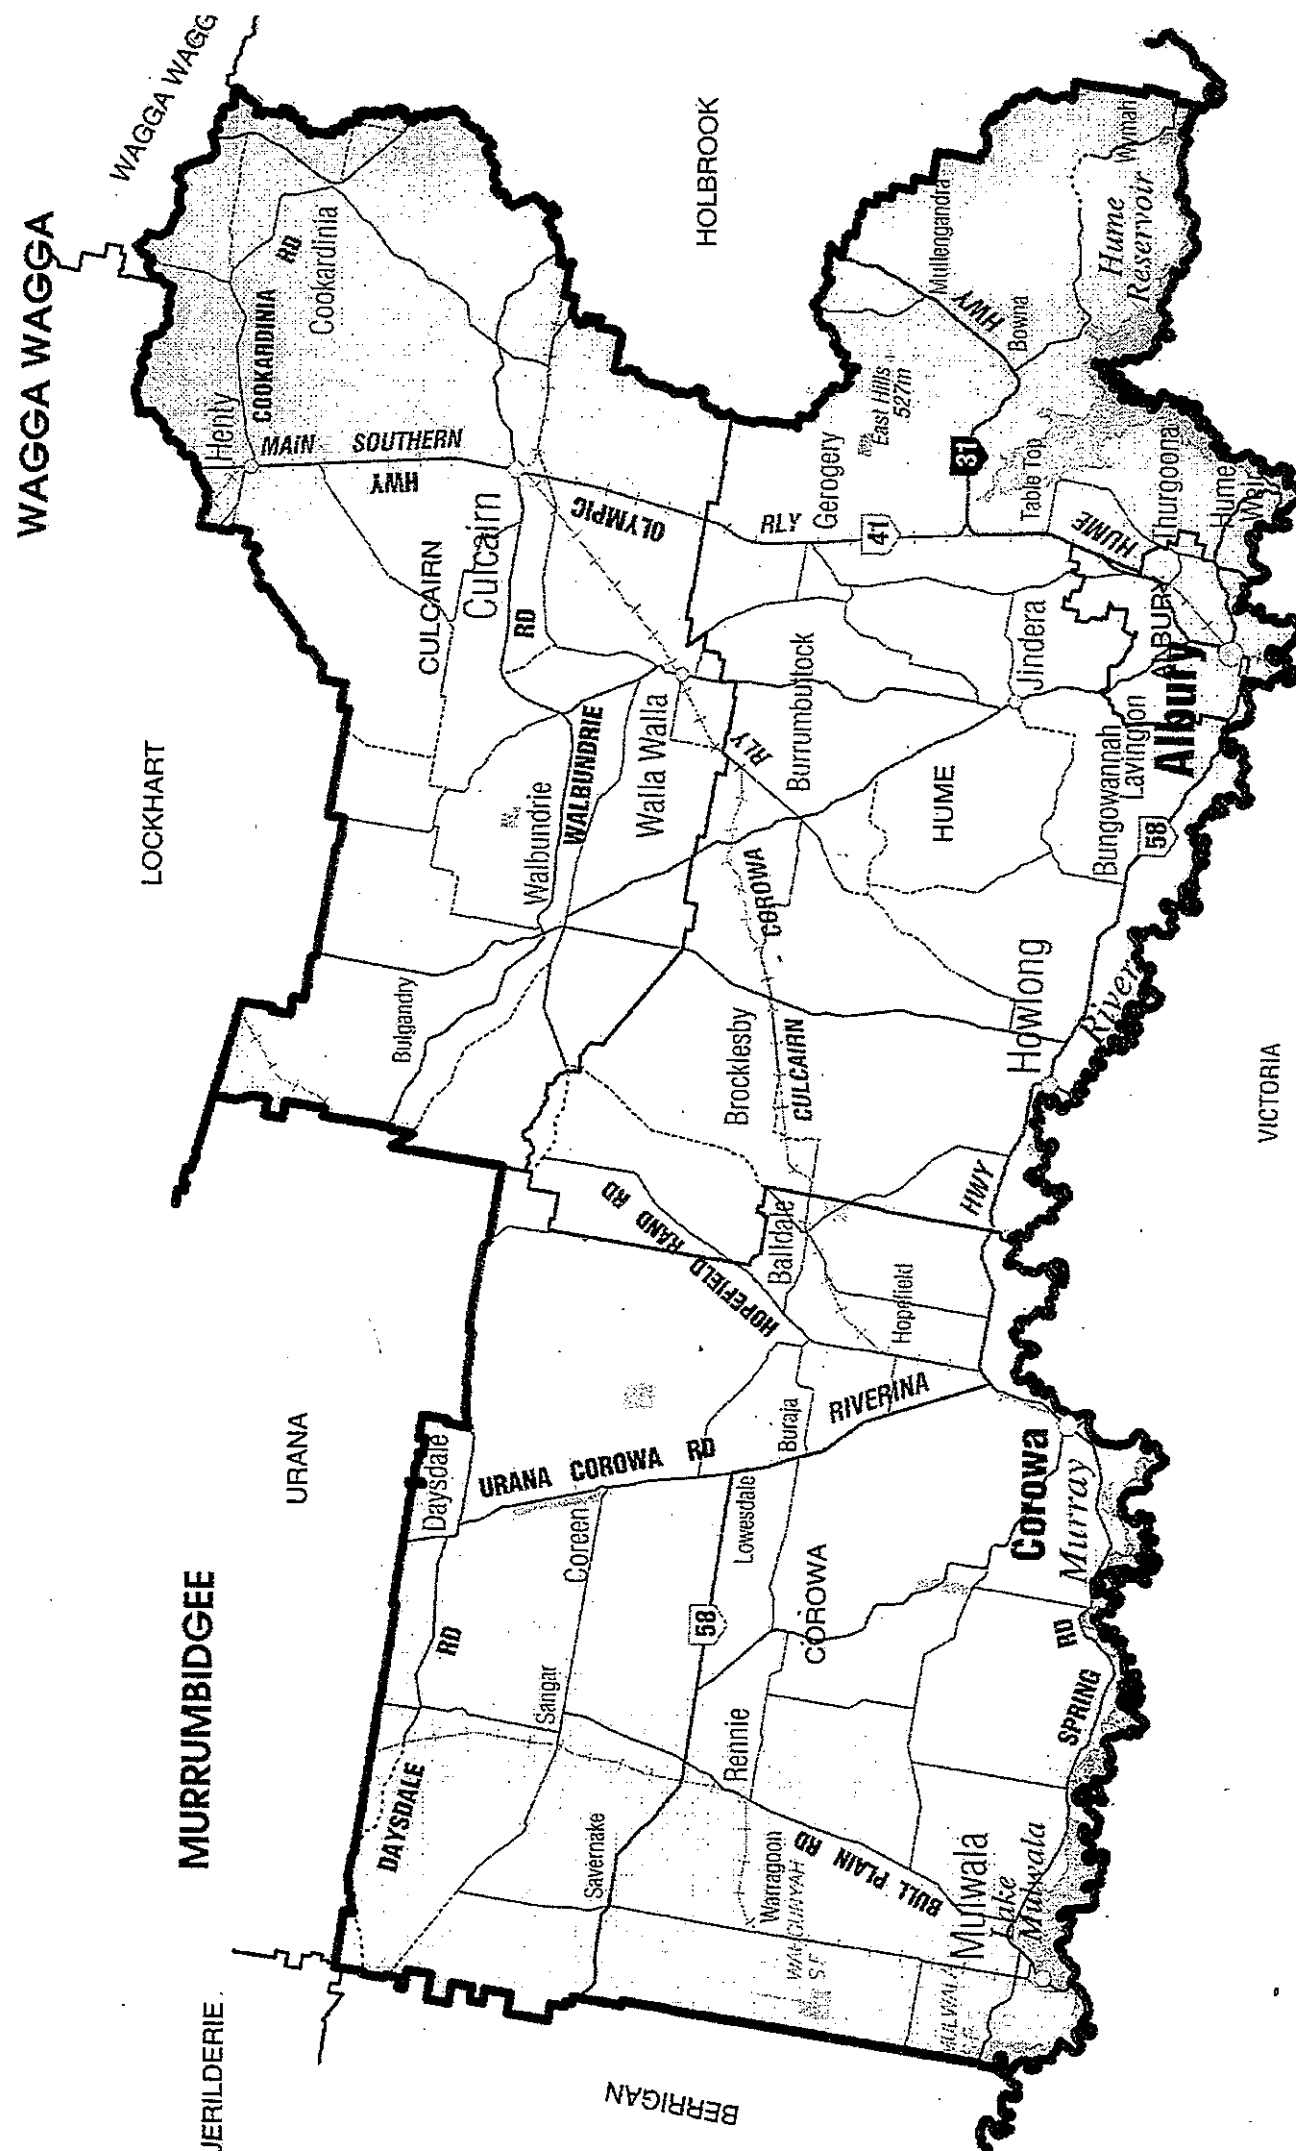 WAGGA WAGGA
WAGGA WAGG
MURRUMBIDGEE
JERILDERIE
URANA
LOCKHART
HOLBROOK
BERRIGAN
VICTORIA
Henty
COOKARDINIA
RD
Cookardinia
MAIN SOUTHERN
HWY
CULCAIRN
Culcairn
OLYMPIC
RD
RLY
Gerogery
41
East Hills
527m
31
Mullengandra
HWY
Bowna
Wymah
Hume
Reservoir
Table Top
HUME
Thurgoona
Hume
Weir
Jindera
ALBURY
Albury
Lavington
Bungowannah
58
HUME
Burrumbuttock
RLY
Walla Walla
WALBUNDRIE
Walbundrie
COROWA
CULCAIRN
Brocklesby
Bulgandry
Howlong
River
HWY
RAND RD
HOPEFIELD
Balldale
Hopefield
RIVERINA
Buraja
URANA COROWA RD
Daysdale
Coreen
Lowesdale
58
COROWA
Corowa
Murray
RD
SPRING
RD
DAYSDALE
Sangar
Rennie
Savernake
Warragoon
S.F.
BULL PLAIN RD
Mulwala
Lake
Mulwala
MULWALA
S.F.